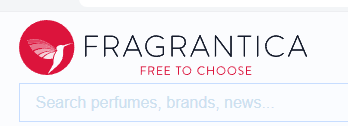 FRAGRANTICA
FREE TO CHOOSE
Search perfumes, brands, news...